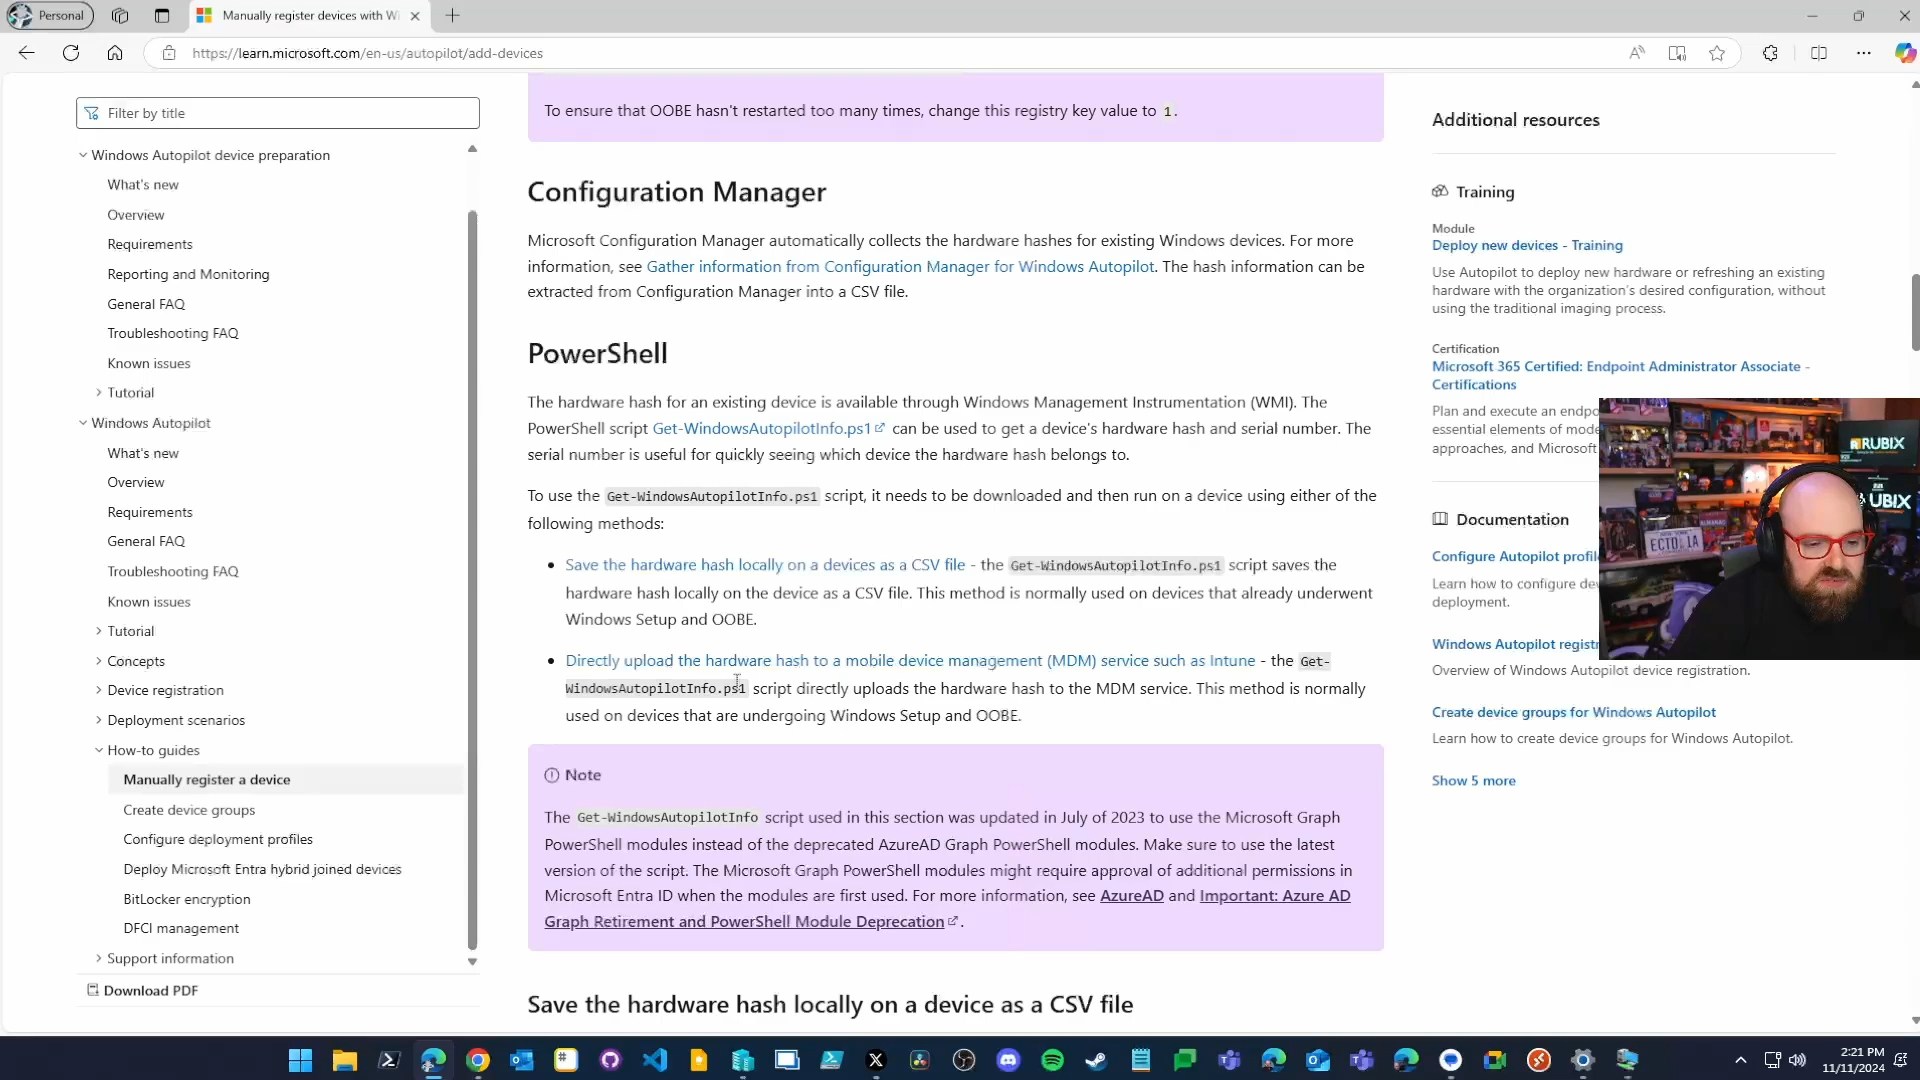 Personal
Manually register devices with Wi
https://learn.microsoft.com/en-us/autopilot/add-devices
Filter by title
Windows Autopilot device preparation
What's new
Overview
Requirements
Reporting and Monitoring
General FAQ
Troubleshooting FAQ
Known issues
Tutorial
Windows Autopilot
What's new
Overview
Requirements
General FAQ
Troubleshooting FAQ
Known issues
Tutorial
Concepts
Device registration
Deployment scenarios
How-to guides
Manually register a device
Create device groups
Configure deployment profiles
Deploy Microsoft Entra hybrid joined devices
BitLocker encryption
DFCI management
Support information
Download PDF
To ensure that OOBE hasn't restarted too many times, change this registry key value to 1.
Configuration Manager
Microsoft Configuration Manager automatically collects the hardware hashes for existing Windows devices. For more
information, see Gather information from Configuration Manager for Windows Autopilot. The hash information can be
extracted from Configuration Manager into a CSV file.
PowerShell
The hardware hash for an existing device is available through Windows Management Instrumentation (WMI). The
PowerShell script Get-WindowsAutopilotInfo.ps1 can be used to get a device's hardware hash and serial number. The
serial number is useful for quickly seeing which device the hardware hash belongs to.
To use the Get-WindowsAutopilotInfo.ps1 script, it needs to be downloaded and then run on a device using either of the
following methods:
Save the hardware hash locally on a devices as a CSV file - the Get-WindowsAutopilotInfo.ps1 script saves the
hardware hash locally on the device as a CSV file. This method is normally used on devices that already underwent
Windows Setup and OOBE.
Directly upload the hardware hash to a mobile device management (MDM) service such as Intune - the Get-
WindowsAutopilotInfo.ps1 script directly uploads the hardware hash to the MDM service. This method is normally
used on devices that are undergoing Windows Setup and OOBE.
Note
The Get-WindowsAutopilotInfo script used in this section was updated in July of 2023 to use the Microsoft Graph
PowerShell modules instead of the deprecated AzureAD Graph PowerShell modules. Make sure to use the latest
version of the script. The Microsoft Graph PowerShell modules might require approval of additional permissions in
Microsoft Entra ID when the modules are first used. For more information, see AzureAD and Important: Azure AD
Graph Retirement and PowerShell Module Deprecation.
Save the hardware hash locally on a device as a CSV file
Additional resources
Training
Module
Deploy new devices - Training
Use Autopilot to deploy new hardware or refreshing an existing
hardware with the organization's desired configuration, without
using the traditional imaging process.
Certification
Microsoft 365 Certified: Endpoint Administrator Associate -
Certifications
Plan and execute an endpo
essential elements of mode
approaches, and Microsoft
Documentation
Configure Autopilot profil
Learn how to configure de
deployment.
Windows Autopilot registr
Overview of Windows Autopilot device registration.
Create device groups for Windows Autopilot
Learn how to create device groups for Windows Autopilot.
Show 5 more
RUBIX
UBIX
ECTO LA
2:21 PM
11/11/2024